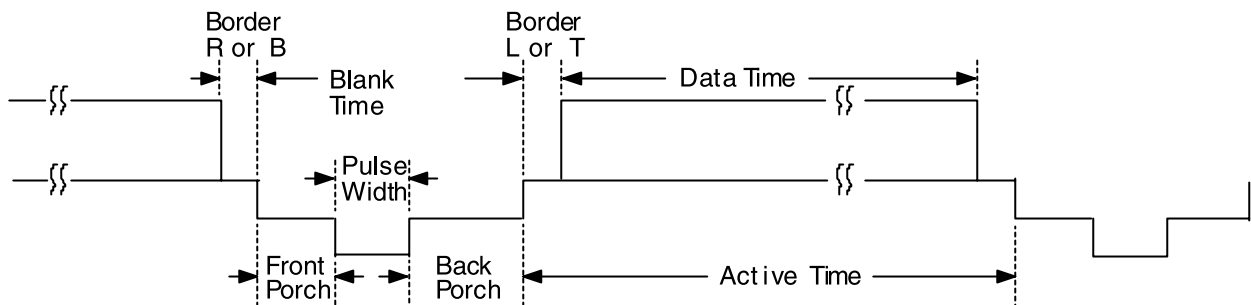 Border
R or B
Border
L or T
Blank
Time
Data Time
Pulse
Width
Front
Porch
Back
Porch
Active Time